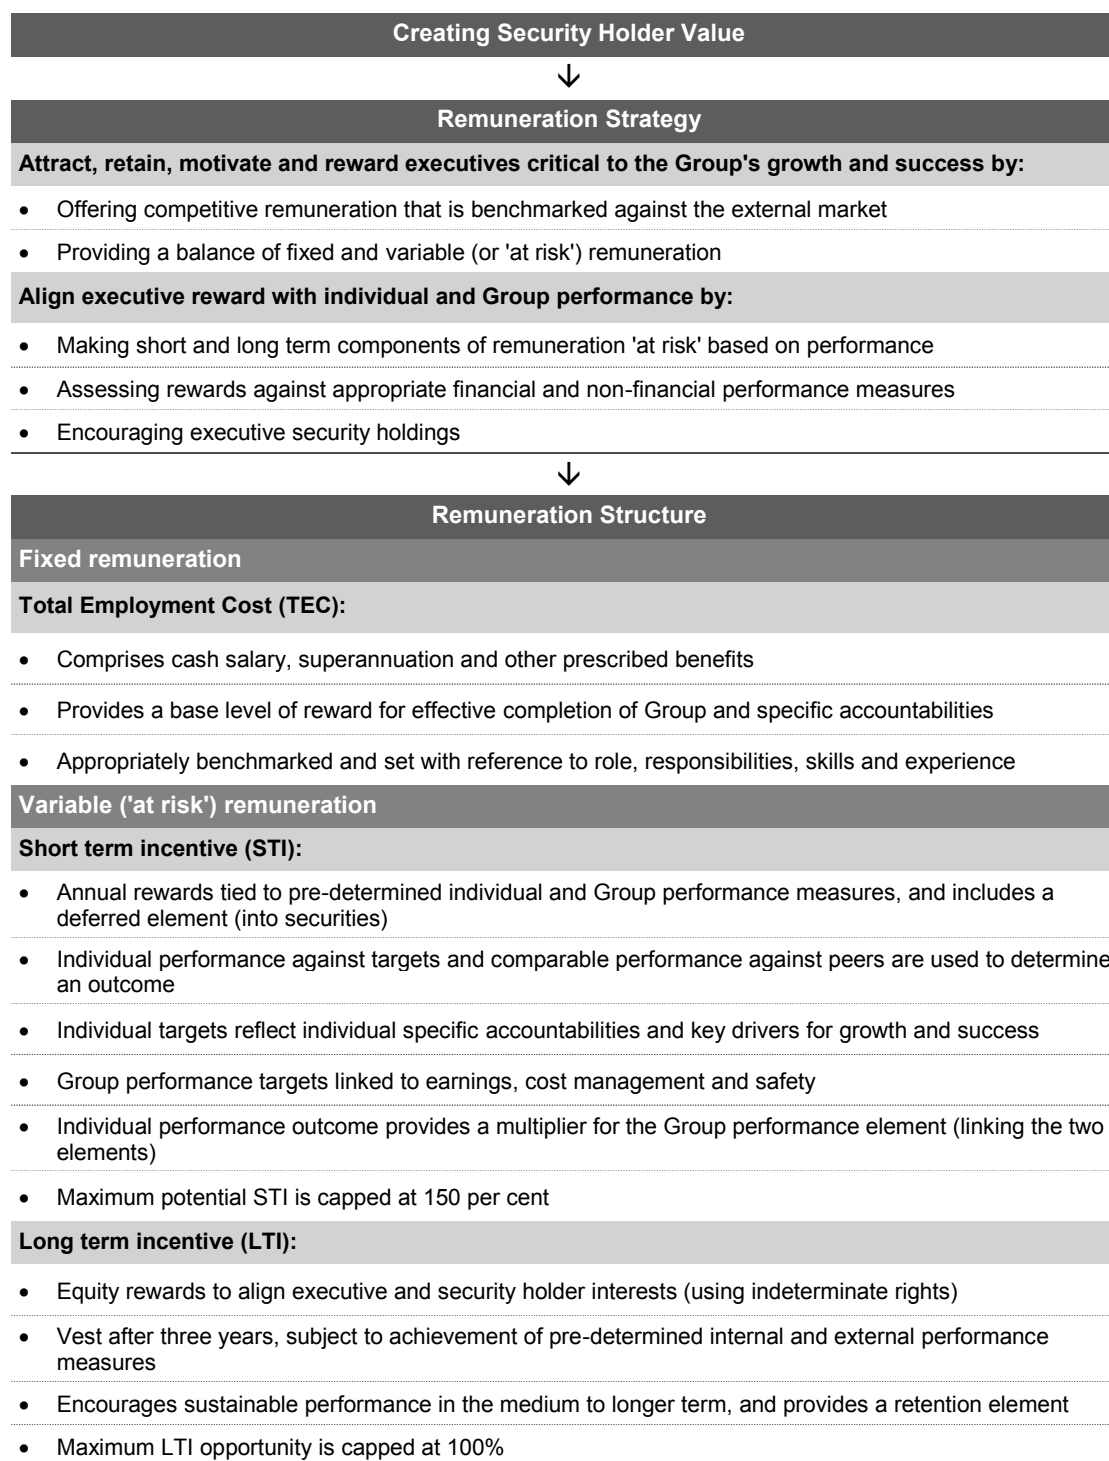 Creating Security Holder Value
↓
Remuneration Strategy
Attract, retain, motivate and reward executives critical to the Group's growth and success by:
• Offering competitive remuneration that is benchmarked against the external market
• Providing a balance of fixed and variable (or 'at risk') remuneration
Align executive reward with individual and Group performance by:
• Making short and long term components of remuneration 'at risk' based on performance
• Assessing rewards against appropriate financial and non-financial performance measures
• Encouraging executive security holdings
↓
Remuneration Structure
Fixed remuneration
Total Employment Cost (TEC):
• Comprises cash salary, superannuation and other prescribed benefits
• Provides a base level of reward for effective completion of Group and specific accountabilities
• Appropriately benchmarked and set with reference to role, responsibilities, skills and experience
Variable ('at risk') remuneration
Short term incentive (STI):
• Annual rewards tied to pre-determined individual and Group performance measures, and includes a
deferred element (into securities)
• Individual performance against targets and comparable performance against peers are used to determine
an outcome
• Individual targets reflect individual specific accountabilities and key drivers for growth and success
• Group performance targets linked to earnings, cost management and safety
• Individual performance outcome provides a multiplier for the Group performance element (linking the two
elements)
• Maximum potential STI is capped at 150 per cent
Long term incentive (LTI):
• Equity rewards to align executive and security holder interests (using indeterminate rights)
• Vest after three years, subject to achievement of pre-determined internal and external performance
measures
• Encourages sustainable performance in the medium to longer term, and provides a retention element
• Maximum LTI opportunity is capped at 100%